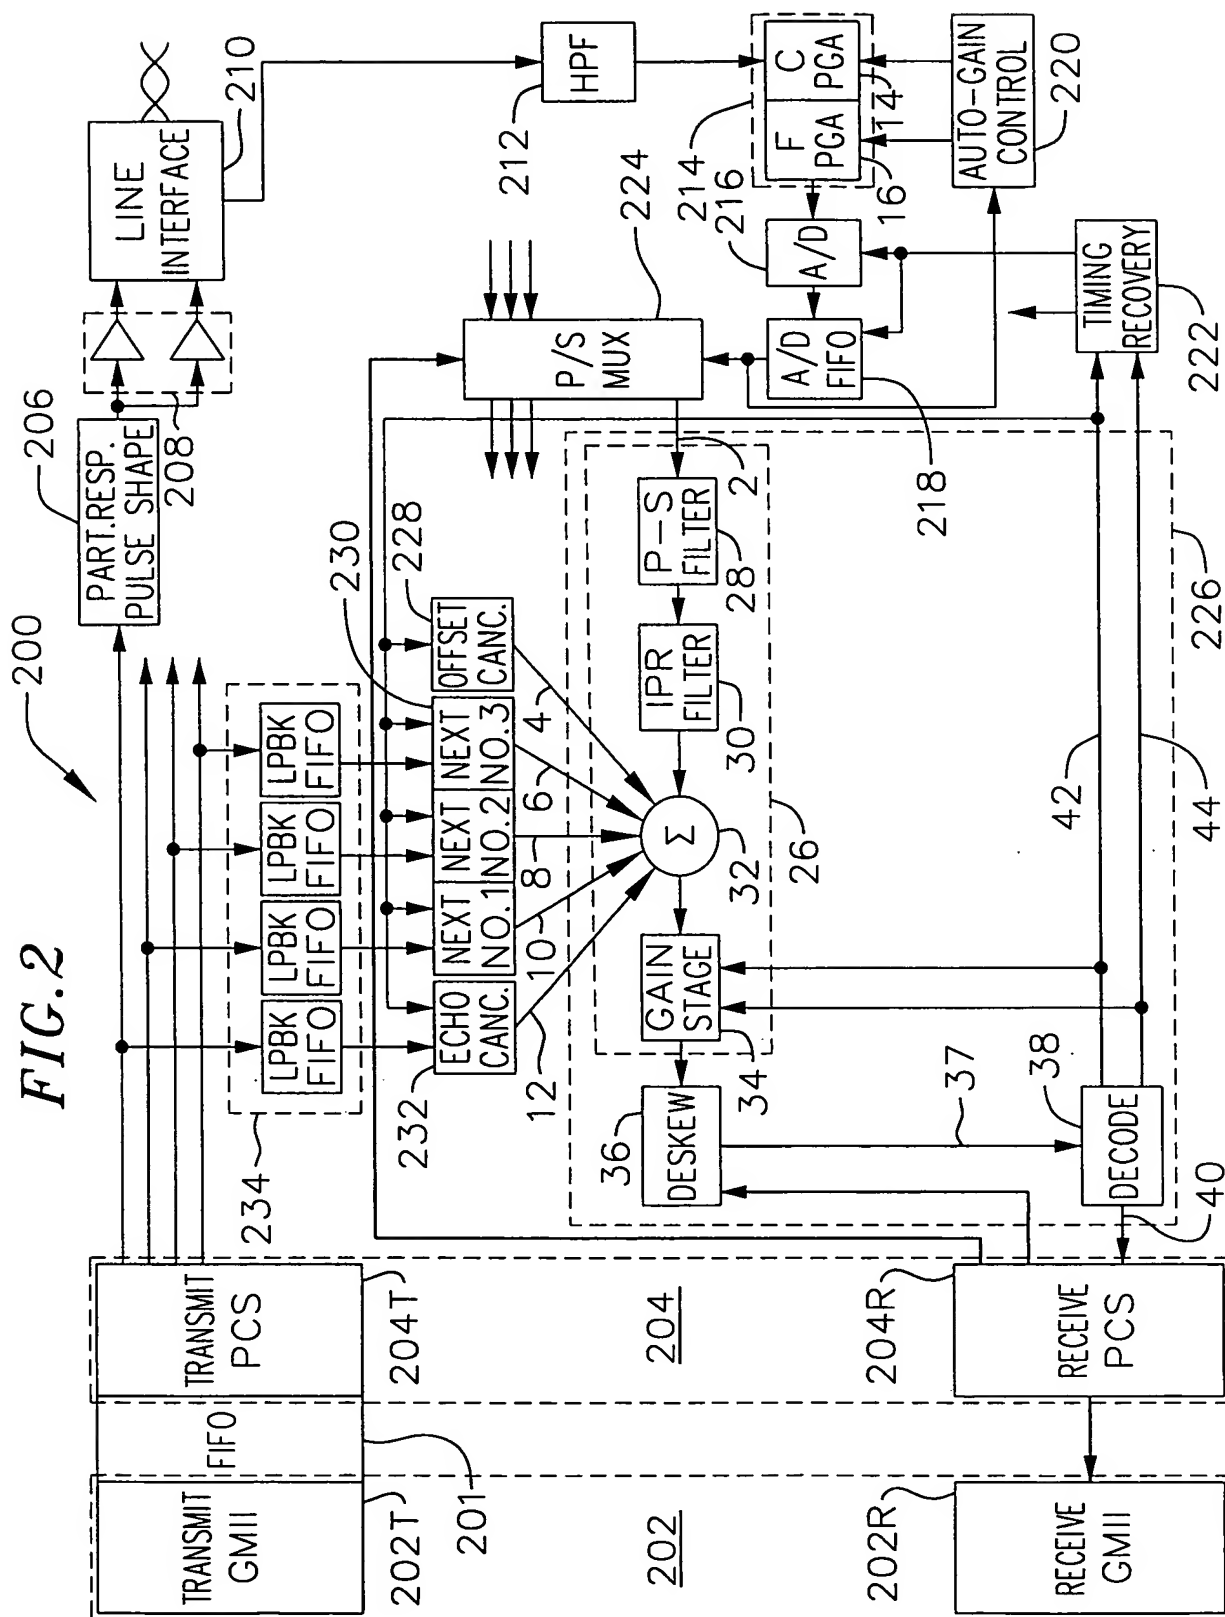 FIG.2
200
TRANSMIT
GMII
202T
FIFO
201
TRANSMIT
PCS
204T
202
204
RECEIVE
GMII
202R
RECEIVE
PCS
204R
PART.RESP.
PULSE SHAPE
206
208
LINE
INTERFACE
210
HPF
212
C
PGA
14
F
PGA
16
214
A/D
216
A/D
FIFO
218
AUTO-GAIN
CONTROL
220
TIMING
RECOVERY
222
P/S
MUX
224
LPBK
FIFO
LPBK
FIFO
LPBK
FIFO
LPBK
FIFO
234
ECHO
CANC.
232
NEXT
NO.1
NEXT
NO.2
NEXT
NO.3
230
OFFSET
CANC.
228
12
10
8
6
4
2
P-S
FILTER
28
IPR
FILTER
30
Σ
32
GAIN
STAGE
34
26
DESKEW
36
37
DECODE
38
40
42
44
226